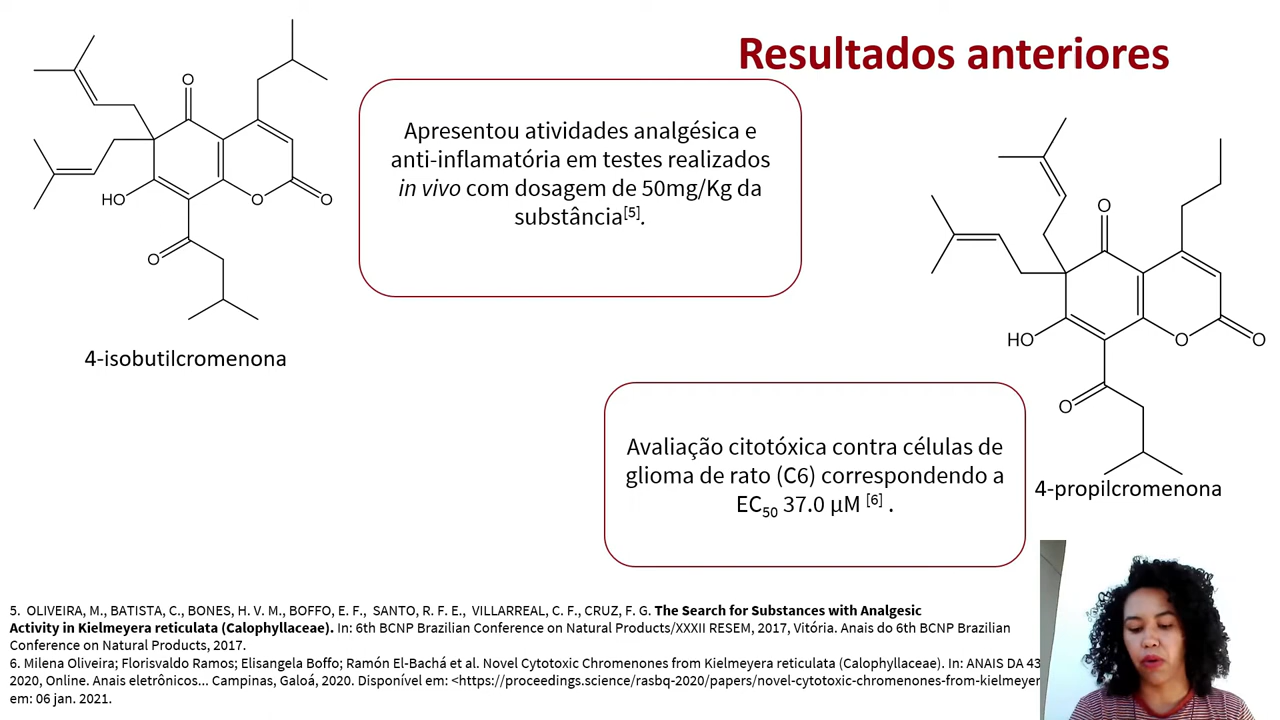 Resultados anteriores
O
HO
O
O
O
4-isobutilcromenona
Apresentou atividades analgésica e
anti-inflamatória em testes realizados
in vivo com dosagem de 50mg/Kg da
substância[5].
O
HO
O
O
O
4-propilcromenona
Avaliação citotóxica contra células de
glioma de rato (C6) correspondendo a
EC50 37.0 µM [6] .
5. OLIVEIRA, M., BATISTA, C., BONES, H. V. M., BOFFO, E. F., SANTO, R. F. E., VILLARREAL, C. F., CRUZ, F. G. The Search for Substances with Analgesic
Activity in Kielmeyera reticulata (Calophyllaceae). In: 6th BCNP Brazilian Conference on Natural Products/XXXII RESEM, 2017, Vitória. Anais do 6th BCNP Brazilian
Conference on Natural Products, 2017.
6. Milena Oliveira; Florisvaldo Ramos; Elisangela Boffo; Ramón El-Bachá et al. Novel Cytotoxic Chromenones from Kielmeyera reticulata (Calophyllaceae). In: ANAIS DA 43
2020, Online. Anais eletrônicos... Campinas, Galoá, 2020. Disponível em: <https://proceedings.science/rasbq-2020/papers/novel-cytotoxic-chromenones-from-kielmeyer
em: 06 jan. 2021.